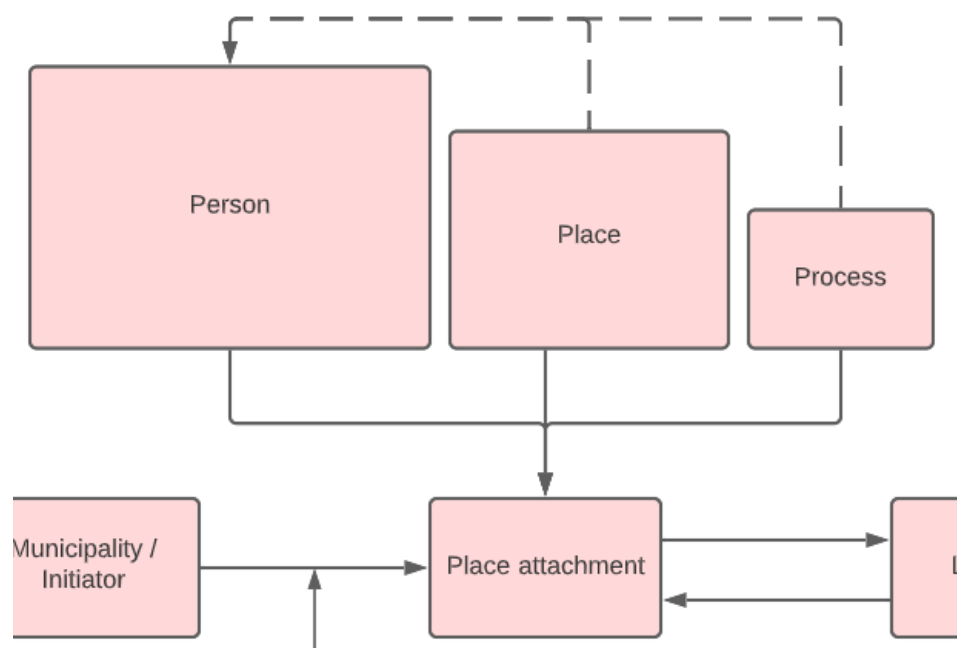 Person
Place
Process
Municipality /
Initiator
Place attachment
L